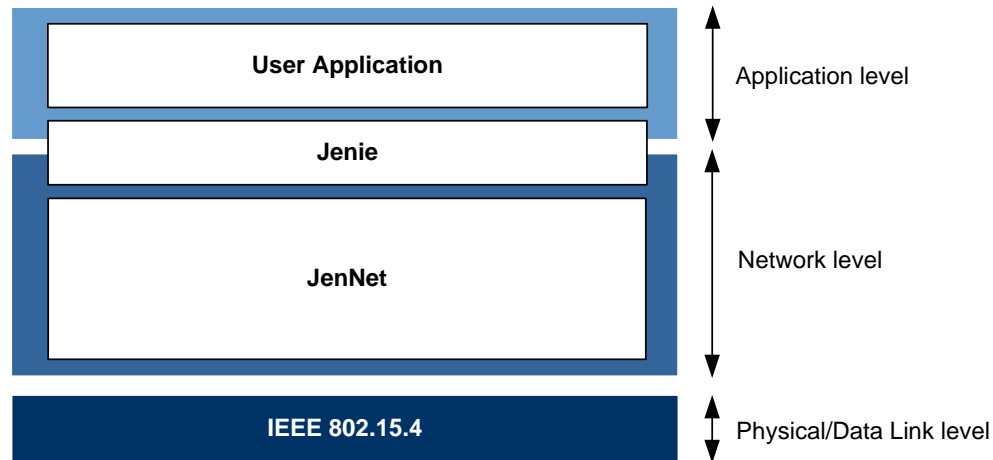 User Application
Application level
Jenie
Network level
JenNet
IEEE 802.15.4
Physical/Data Link level